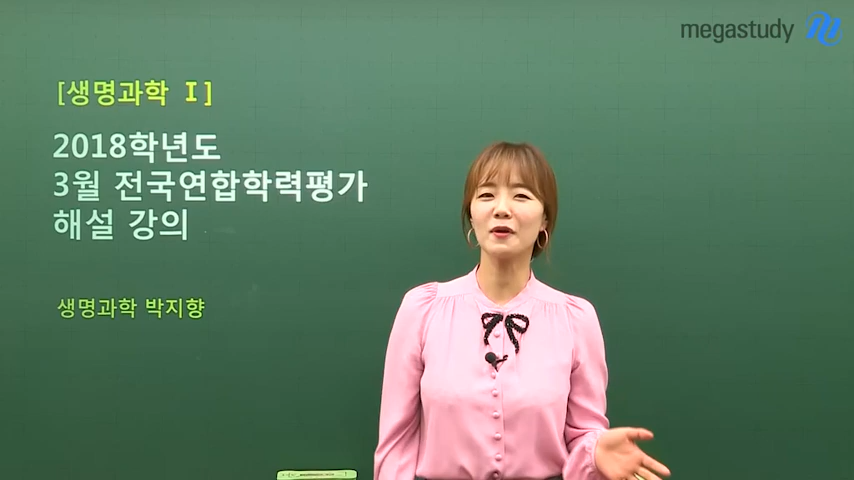 megastudy
[생명과학 Ⅰ]
2018학년도
3월 전국연합학력평가
해설 강의
생명과학 박지향